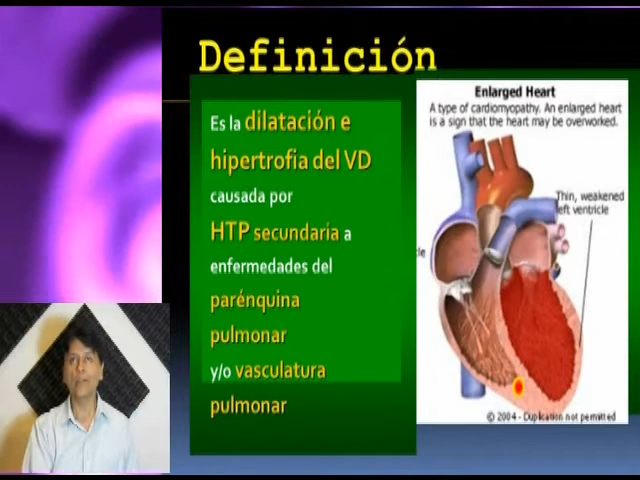 Definición
Es la dilatación e
hipertrofia del VD
causada por
HTP secundaria a
enfermedades del
parénquina
pulmonar
y/o vasculatura
pulmonar
Enlarged Heart
A type of cardiomyopathy. An enlarged heart
is a sign that the heart may be overworked.
Thin, weakened
left ventricle
© 2004 - Duplication not permitted